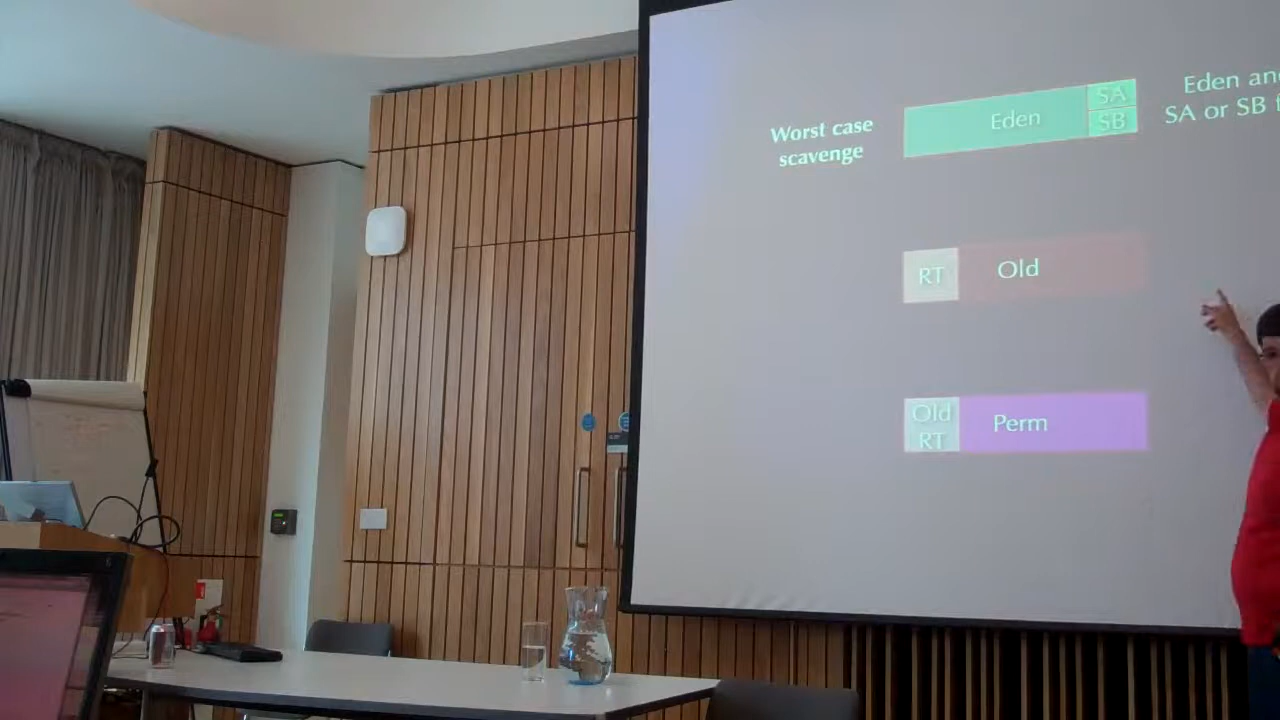 Worst case
scavenge
Eden
SA
SB
Eden and
SA or SB
RT
Old
Old
RT
Perm